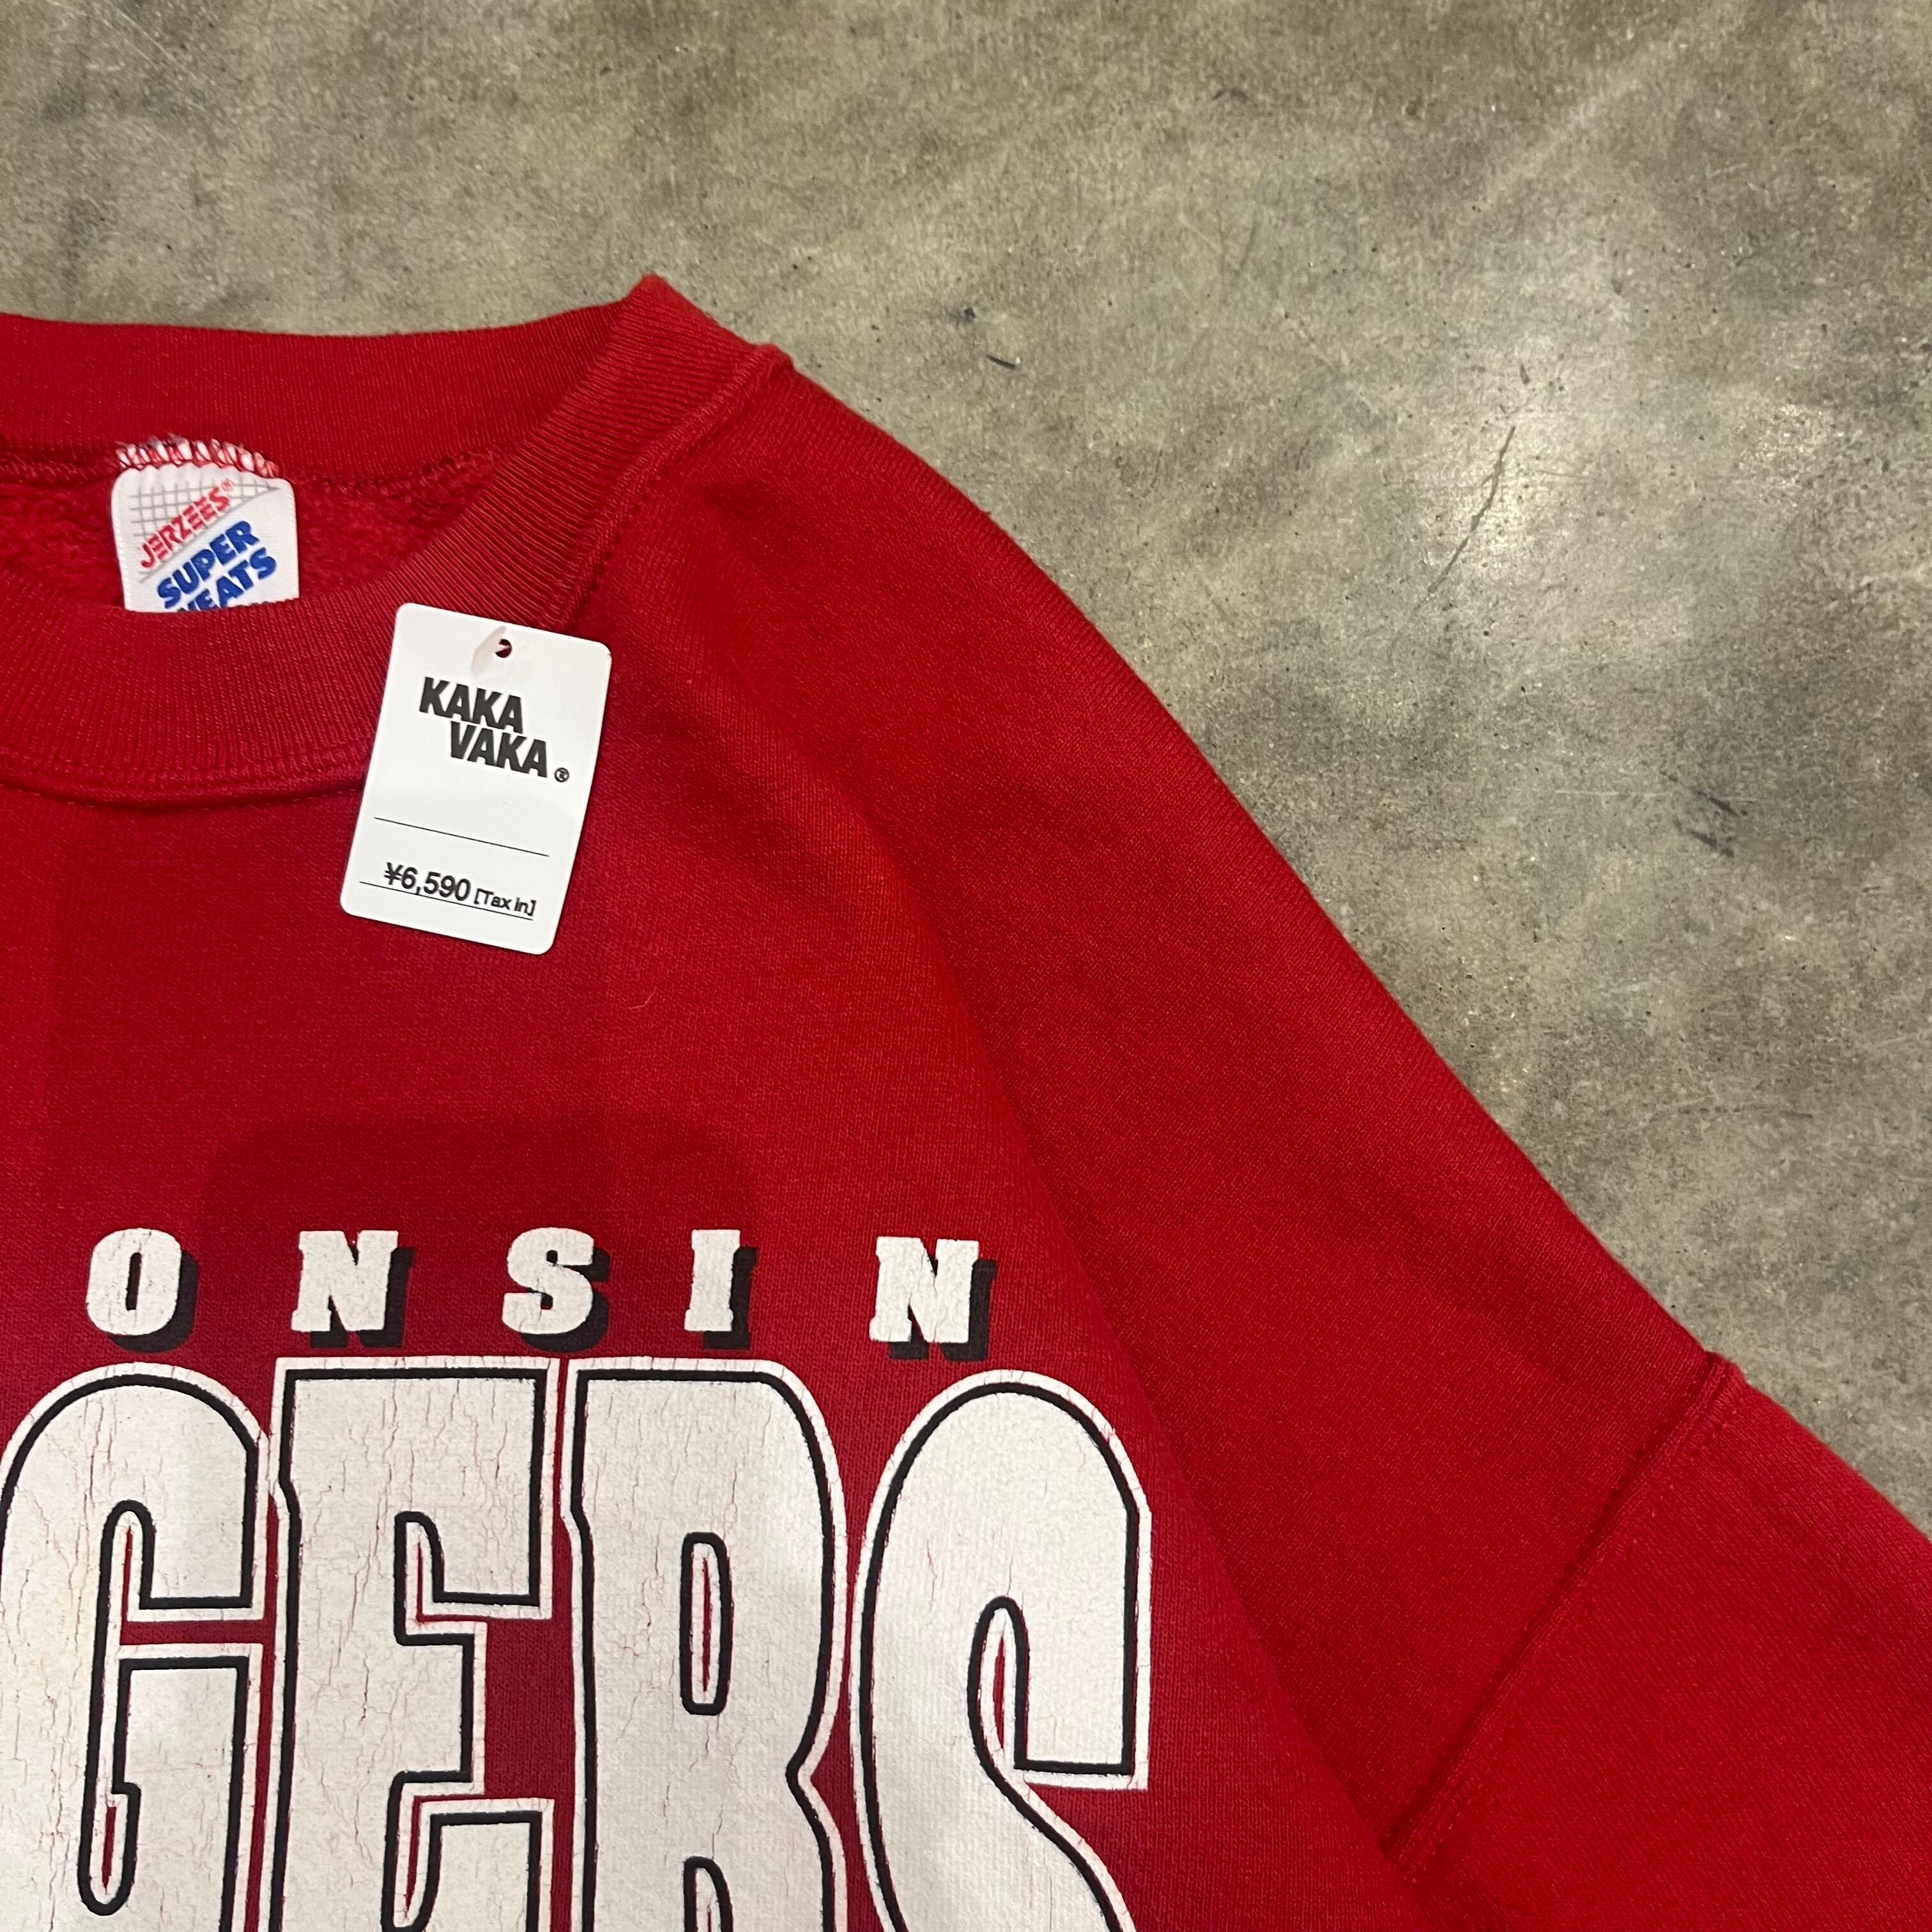 JERZEES®
SUPER
KAKA
VAKA®
¥6,590 [Tax in]
ONSIN
GERS